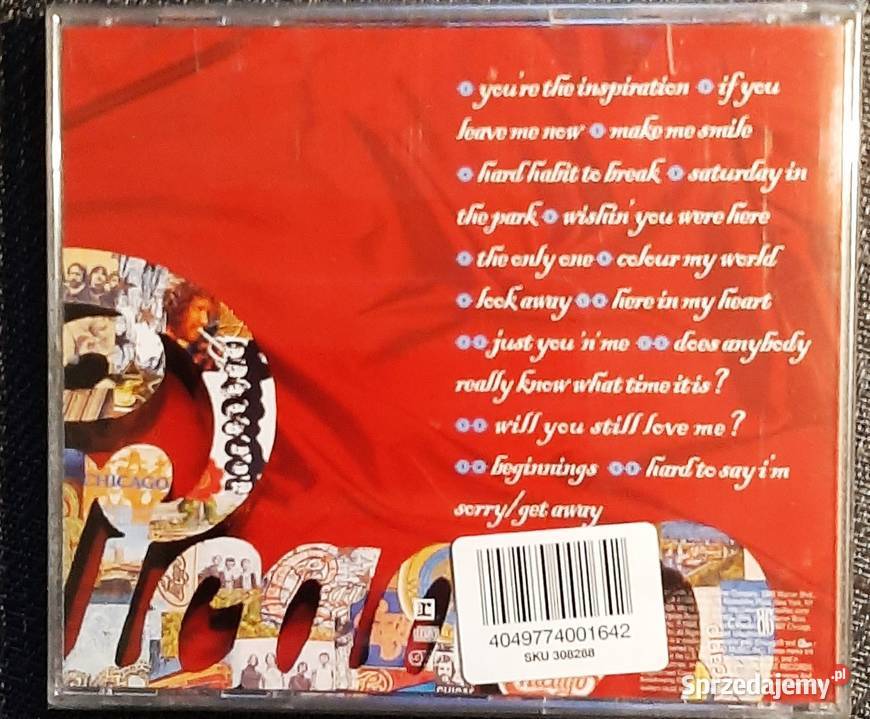 you're the inspiration if you
leave me now make me smile
hard habit to break saturday in
the park wishin' you were here
the only one colour my world
look away here in my heart
just you 'n' me does anybody
really know what time it is?
will you still love me?
beginnings hard to say i'm
sorry/get away
CHICAGO
r
4049774001642
SKU 308288
Sprzedajemy.pl